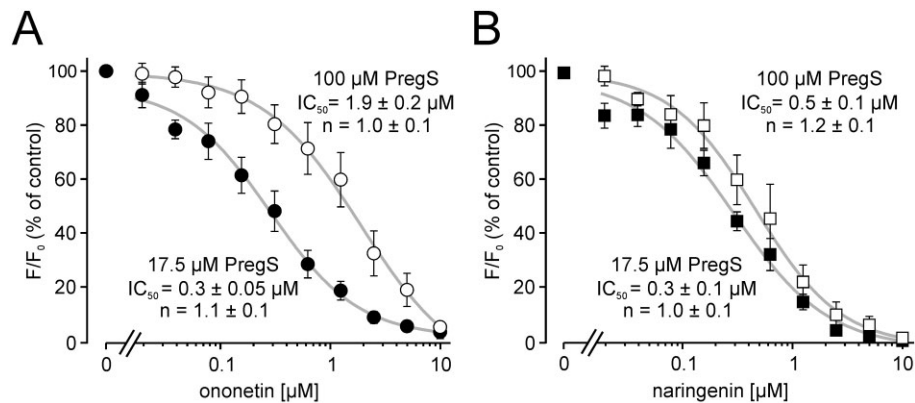 A
F/F₀ (% of control)
100
80
60
40
20
0
100 µM PregS
IC₅₀= 1.9 ± 0.2 µM
n = 1.0 ± 0.1
17.5 µM PregS
IC₅₀= 0.3 ± 0.05 µM
n = 1.1 ± 0.1
0
0.1
1
10
ononetin [µM]
B
F/F₀ (% of control)
100
80
60
40
20
0
100 µM PregS
IC₅₀= 0.5 ± 0.1 µM
n = 1.2 ± 0.1
17.5 µM PregS
IC₅₀= 0.3 ± 0.1 µM
n = 1.0 ± 0.1
0
0.1
1
10
naringenin [µM]